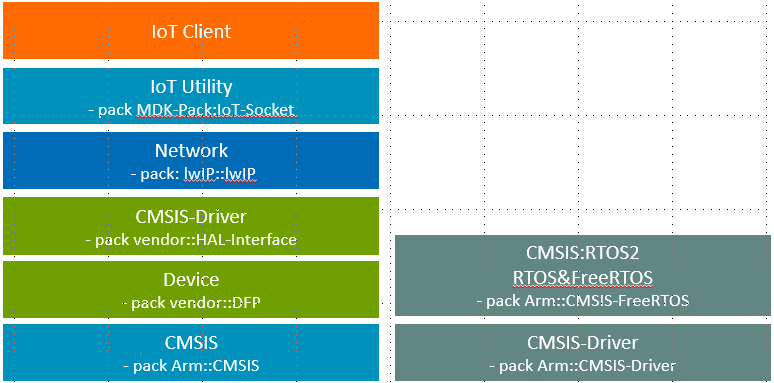 IoT Client
IoT Utility
- pack MDK-Pack:IoT-Socket
Network
- pack: lwIP::lwIP
CMSIS-Driver
- pack vendor::HAL-Interface
Device
- pack vendor::DFP
CMSIS
- pack Arm::CMSIS
CMSIS:RTOS2
RTOS&FreeRTOS
- pack Arm::CMSIS-FreeRTOS
CMSIS-Driver
- pack Arm::CMSIS-Driver